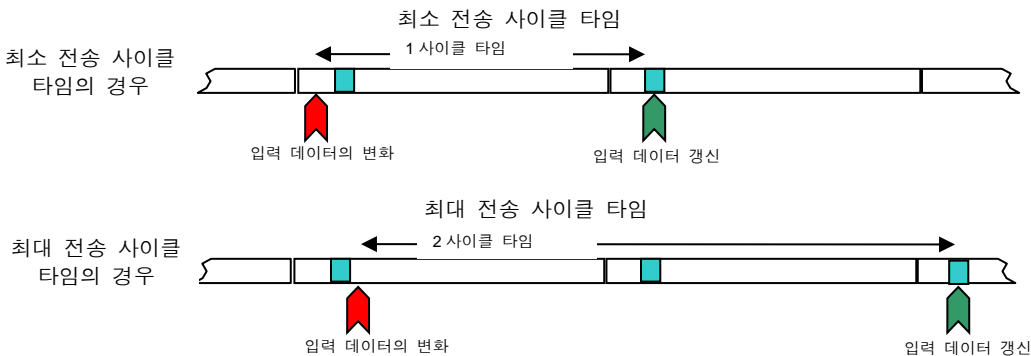 최소 전송 사이클 타임
1 사이클 타임
최소 전송 사이클
타임의 경우
입력 데이터의 변화
입력 데이터 갱신
최대 전송 사이클 타임
2 사이클 타임
최대 전송 사이클
타임의 경우
입력 데이터의 변화
입력 데이터 갱신